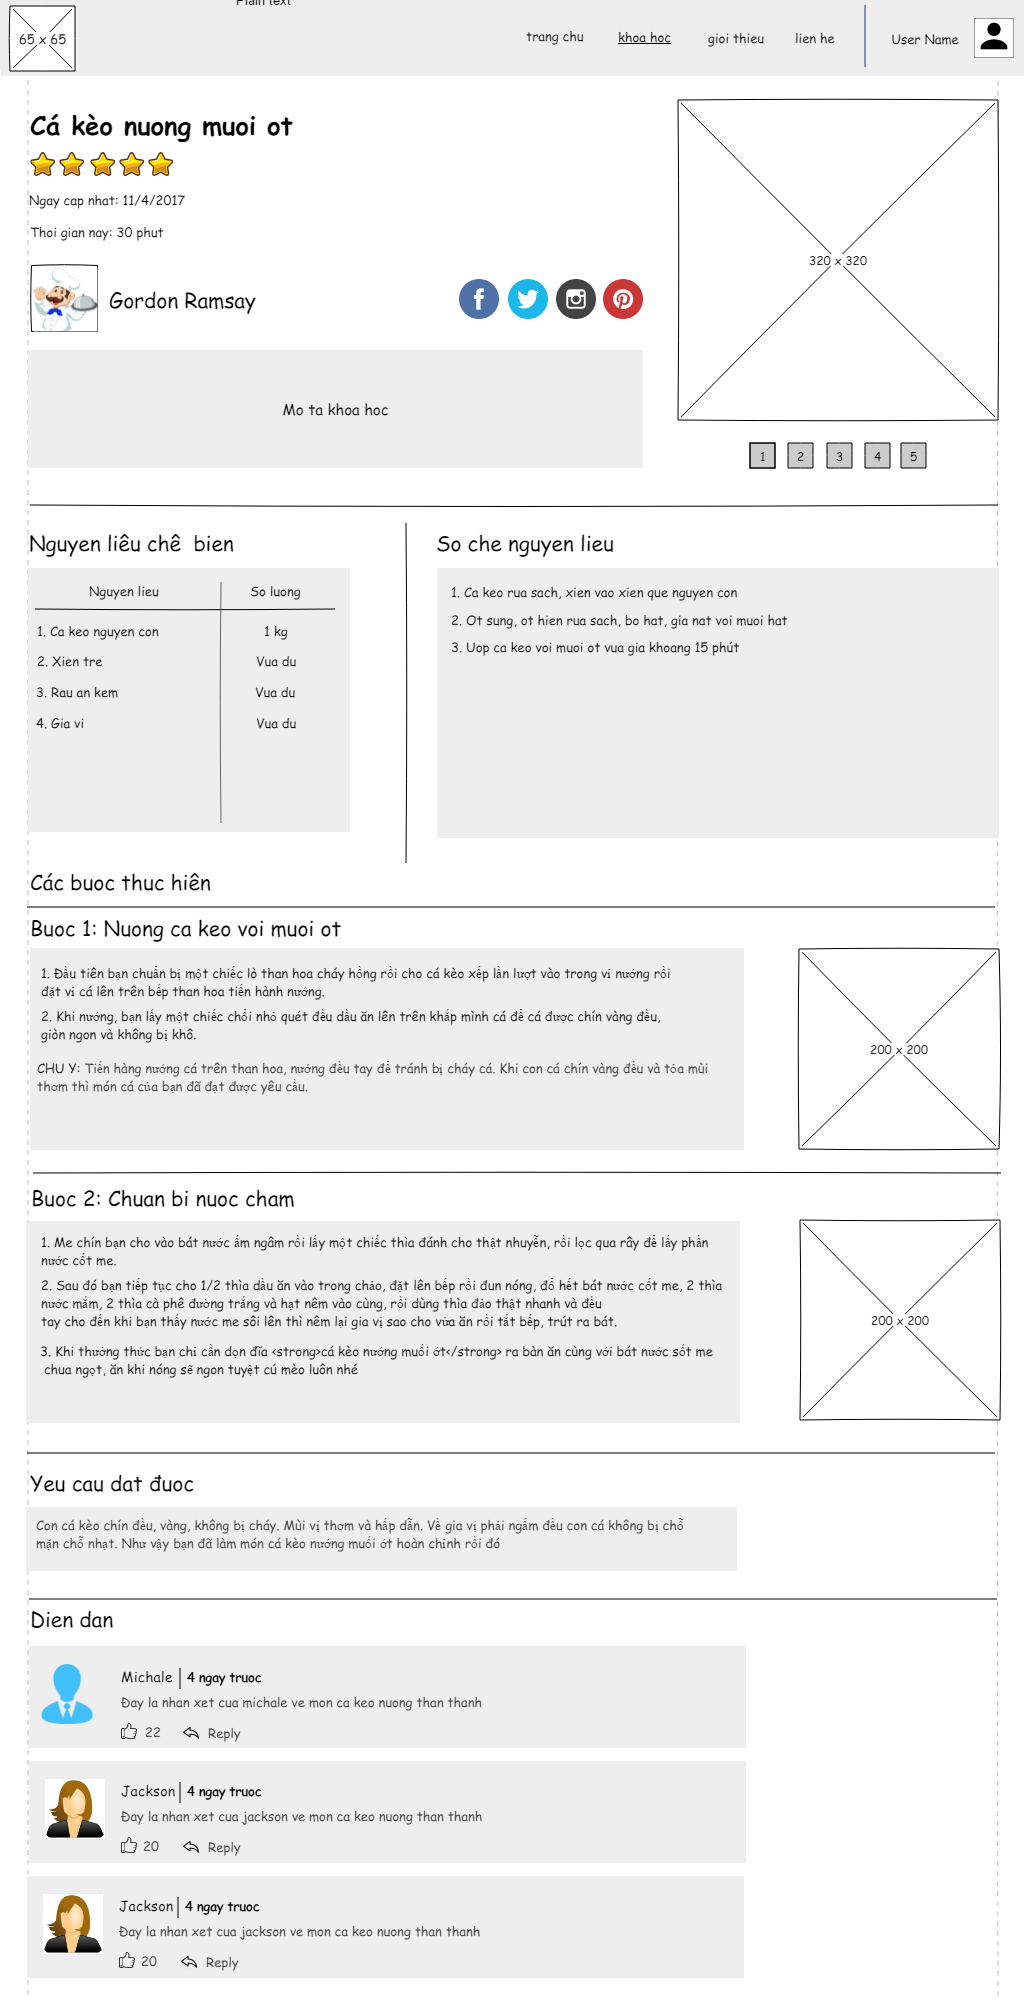 Plain text
65 x 65
trang chu
khoa hoc
gioi thieu
lien he
User Name
Cá kèo nuong muoi ot
Ngay cap nhat: 11/4/2017
Thoi gian nay: 30 phut
Gordon Ramsay
320 x 320
Mo ta khoa hoc
1
2
3
4
5
Nguyen liêu chê bien
Nguyen lieu
So luong
1. Ca keo nguyen con
1 kg
2. Xien tre
Vua du
3. Rau an kem
Vua du
4. Gia vi
Vua du
So che nguyen lieu
1. Ca keo rua sach, xien vao xien que nguyen con
2. Ot sung, ot hien rua sach, bo hat, gia nat voi muoi hat
3. Uop ca keo voi muoi ot vua gia khoang 15 phút
Các buoc thuc hiên
Buoc 1: Nuong ca keo voi muoi ot
1. Đầu tiên bạn chuẩn bị một chiếc lò than hoa cháy hồng rồi cho cá kèo xếp lần lượt vào trong vỉ nướng rồi
đặt vỉ cá lên trên bếp than hoa tiến hành nướng.
2. Khi nướng, bạn lấy một chiếc chổi nhỏ quét đều dầu ăn lên trên khắp mình cá để cá được chín vàng đều,
giòn ngon và không bị khô.
CHU Y: Tiến hàng nướng cá trên than hoa, nướng đều tay để tránh bị cháy cá. Khi con cá chín vàng đều và tỏa mùi
thơm thì món cá của bạn đã đạt được yêu cầu.
200 x 200
Buoc 2: Chuan bi nuoc cham
1. Me chín bạn cho vào bát nước ấm ngâm rồi lấy một chiếc thìa đánh cho thật nhuyễn, rồi lọc qua rây để lấy phần
nước cốt me.
2. Sau đó bạn tiếp tục cho 1/2 thìa dầu ăn vào trong chảo, đặt lên bếp rồi đun nóng, đổ hết bát nước cốt me, 2 thìa
nước mắm, 2 thìa cà phê đường trắng và hạt nêm vào cùng, rồi dùng thìa đảo thật nhanh và đều
tay cho đến khi bạn thấy nước me sôi lên thì nêm lại gia vị sao cho vừa ăn rồi tắt bếp, trút ra bát.
3. Khi thưởng thức bạn chỉ cần dọn đĩa <strong>cá kèo nướng muối ớt</strong> ra bàn ăn cùng với bát nước sốt me
chua ngọt, ăn khi nóng sẽ ngon tuyệt cú mèo luôn nhé
200 x 200
Yeu cau dat đuoc
Con cá kèo chín đều, vàng, không bị cháy. Mùi vị thơm và hấp dẫn. Về gia vị phải ngấm đều con cá không bị chỗ
mặn chỗ nhạt. Như vậy bạn đã làm món cá kèo nướng muối ớt hoàn chỉnh rồi đó
Dien dan
Michale | 4 ngay truoc
Đay la nhan xet cua michale ve mon ca keo nuong than thanh
22 Reply
Jackson | 4 ngay truoc
Đay la nhan xet cua jackson ve mon ca keo nuong than thanh
20 Reply
Jackson | 4 ngay truoc
Đay la nhan xet cua jackson ve mon ca keo nuong than thanh
20 Reply